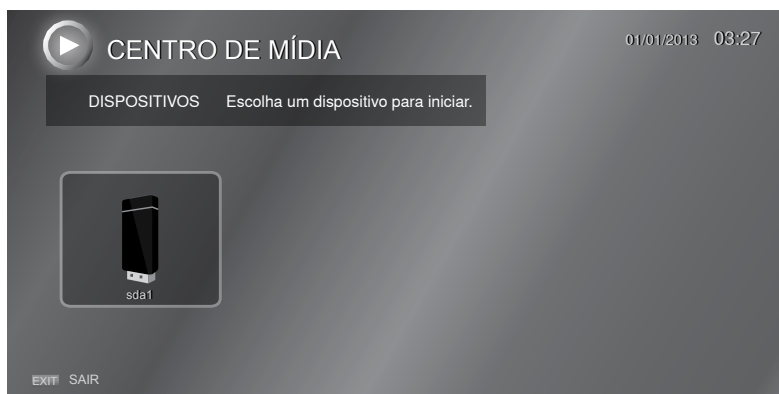 CENTRO DE MÍDIA
01/01/2013 03:27
DISPOSITIVOS Escolha um dispositivo para iniciar.
sda1
EXIT SAIR